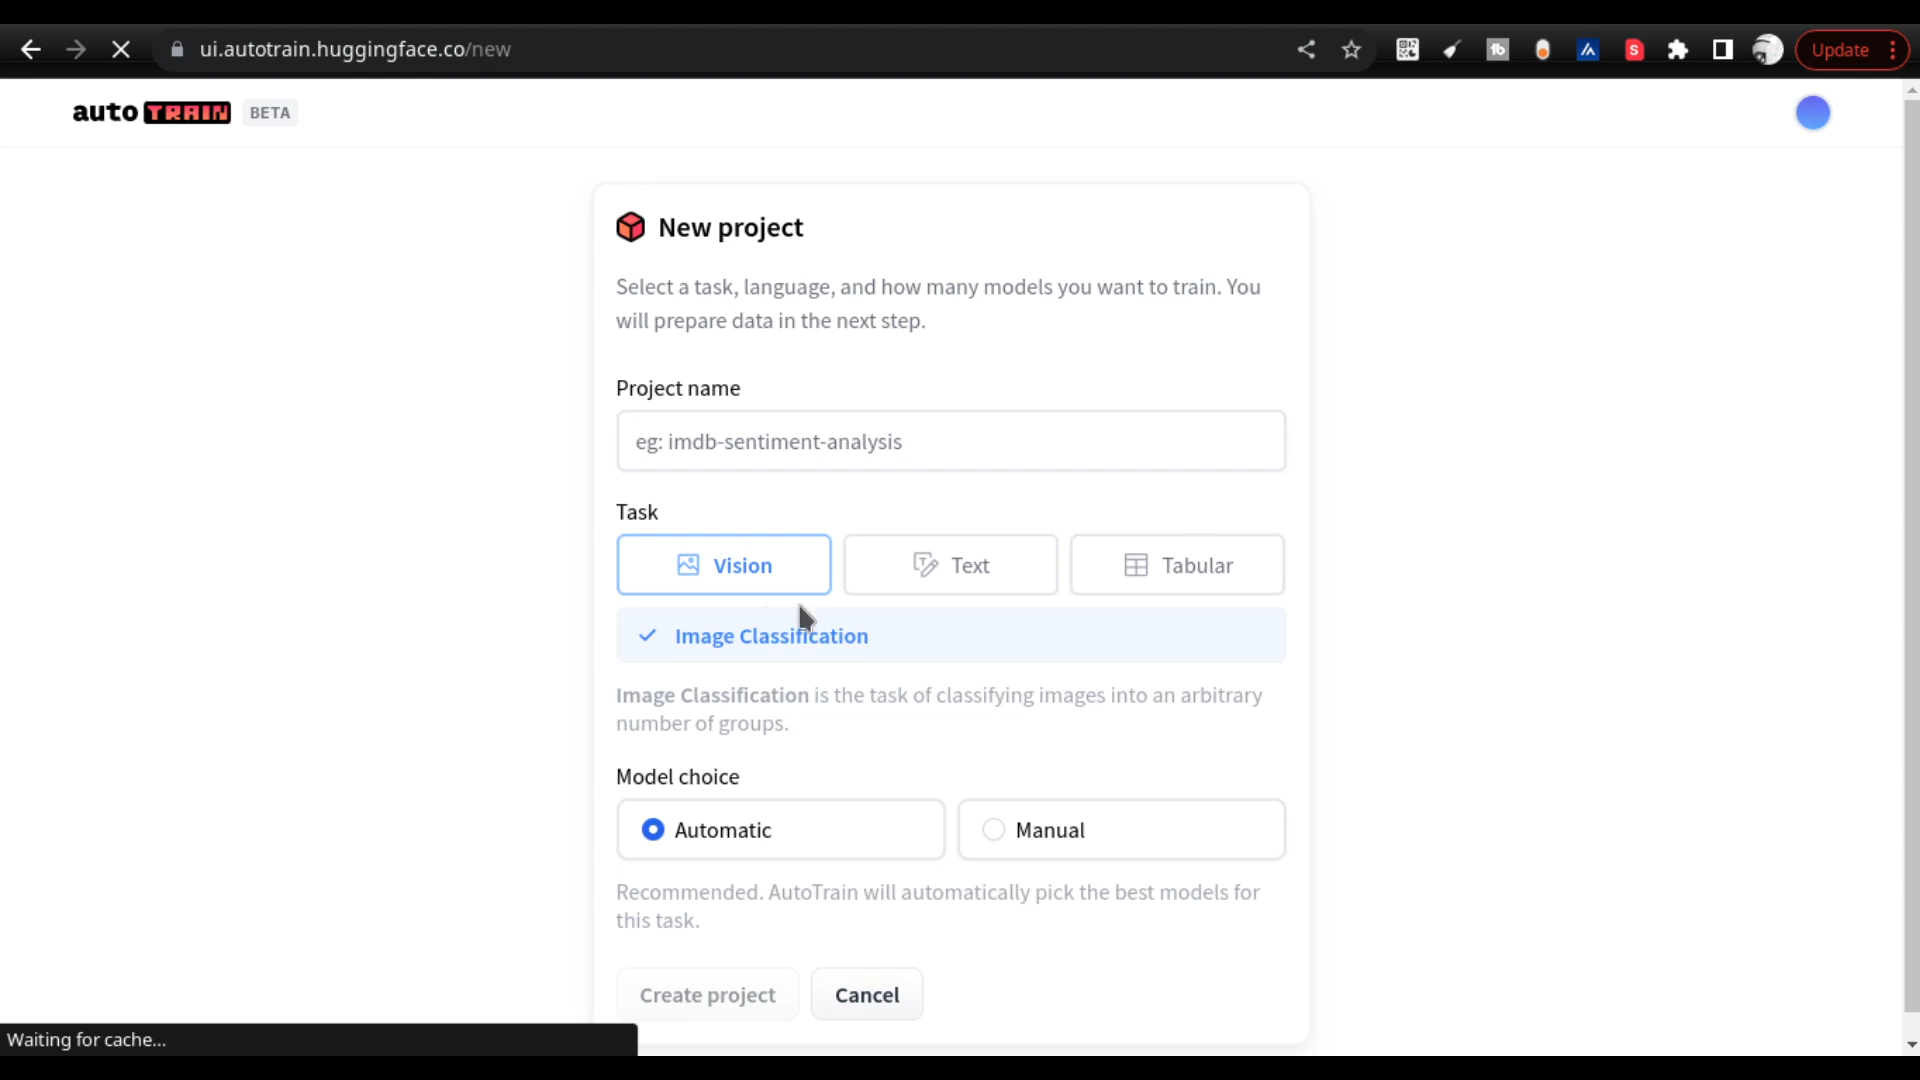 ui.autotrain.huggingface.co/new
tb
S
Update
auto TRAIN BETA
New project
Select a task, language, and how many models you want to train. You
will prepare data in the next step.
Project name
eg: imdb-sentiment-analysis
Task
Vision
Text
Tabular
Image Classification
Image Classification is the task of classifying images into an arbitrary
number of groups.
Model choice
Automatic
Manual
Recommended. AutoTrain will automatically pick the best models for
this task.
Create project
Cancel
Waiting for cache...